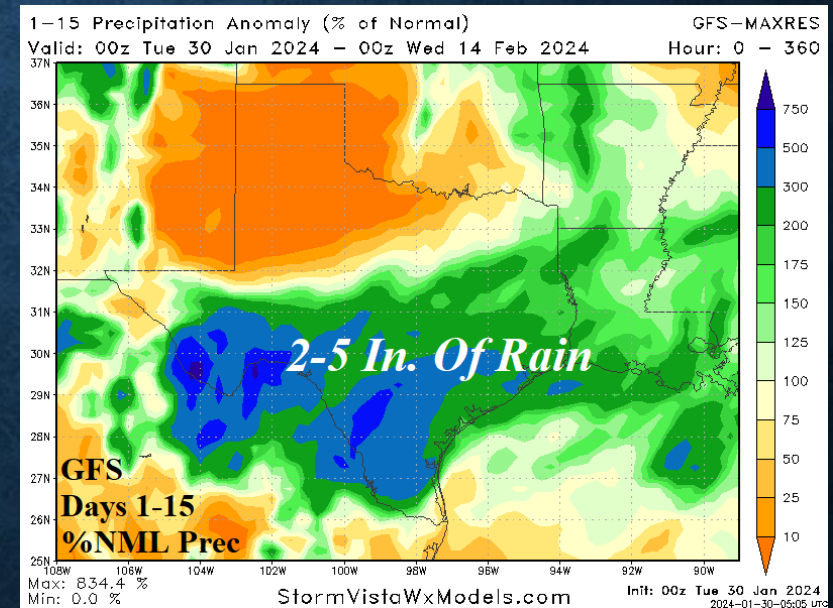 1-15 Precipitation Anomaly (% of Normal) GFS-MAXRES
Valid: 00z Tue 30 Jan 2024 - 00z Wed 14 Feb 2024 Hour: 0 - 360
37N
36N
35N
34N
33N
32N
31N
30N
29N
28N
27N
26N
25N
750
500
300
200
175
150
125
100
75
50
25
10
2-5 In. Of Rain
GFS
Days 1-15
%NML Prec
108W 106W 104W 102W 100W 98W 96W 94W 92W 90W
Max: 834.4 %
Min: 0.0 %
StormVistaWxModels.com
Init: 00z Tue 30 Jan 2024
2024-01-30-05:05 UTC